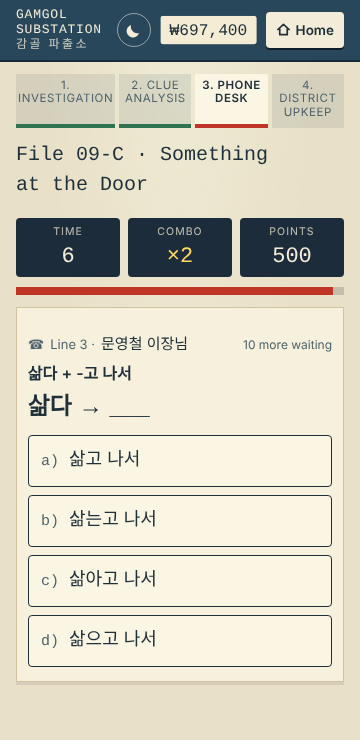 GAMGOL
SUBSTATION
감골 파출소
₩697,400
Home
1. INVESTIGATION
2. CLUE ANALYSIS
3. PHONE DESK
4. DISTRICT UPKEEP
File 09-C · Something
at the Door
TIME
6
COMBO
×2
POINTS
500
☎ Line 3 · 문영철 이장님
10 more waiting
삶다 + -고 나서
삶다 → ___
a) 삶고 나서
b) 삶는고 나서
c) 삶아고 나서
d) 삶으고 나서